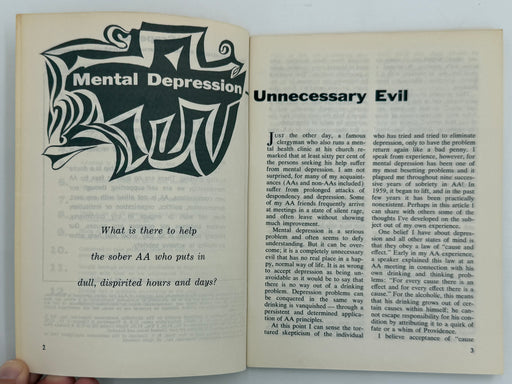 Mental Depression
Unnecessary Evil
What is there to help
the sober AA who puts in
dull, dispirited hours and days?
2
JUST the other day, a famous
clergyman who also runs a men-
tal health clinic at his church re-
marked that at least sixty per cent of
the persons seeking his help suffer
from mental depression. I am not
surprised, for many of my acquain-
tances (AAs and non-AAs included)
suffer from prolonged attacks of
despondency and depression. Some
of my AA friends frequently arrive
at meetings in a state of silent rage,
and often leave without showing
much improvement.
Mental depression is a serious
problem and often seems to defy
understanding. But it can be over-
come; it is a completely unnecessary
evil that has no real place in a hap-
py, normal way of life. It is as wrong
to accept depression as being un-
avoidable as it would be to say that
there is no way out of a drinking
problem. Depression problems can
be conquered in the same way
drinking is vanquished — through a
persistent and determined applica-
tion of AA principles.
At this point I can sense the tor-
tured skepticism of the individual
who has tried and tried to eliminate
depression, only to have the problem
return again like a bad penny. I
speak from experience, however, for
mental depression has been one of
my most besetting problems and it
plagued me throughout nine succes-
sive years of sobriety in AA. In
1959, it began to lift, and in the past
few years it has been practically
nonexistent. Perhaps in this article I
can share with others some of the
thoughts I've developed on the sub-
ject out of my own experience.
One belief I have about depres-
sion and all other states of mind is
that they obey a law of "cause and
effect." Early in my AA experience,
a speaker explained this law at an
AA meeting in connection with his
own drinking and thinking prob-
lems: "For every cause there is an
effect and for every effect there is a
cause." For the alcoholic, this means
that his drinking grows out of cer-
tain causes within himself; he can-
not escape responsibility for his con-
dition by attributing it to a quirk of
fate or a whim of Providence.
I believe acceptance of "cause
3